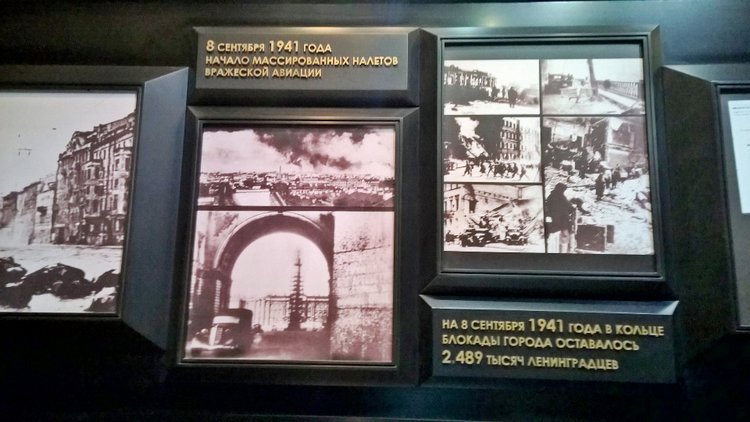 8 СЕНТЯБРЯ 1941 ГОДА
НАЧАЛО МАССИРОВАННЫХ НАЛЕТОВ
ВРАЖЕСКОЙ АВИАЦИИ
НА 8 СЕНТЯБРЯ 1941 ГОДА В КОЛЬЦЕ
БЛОКАДЫ ГОРОДА ОСТАВАЛОСЬ
2.489 ТЫСЯЧ ЛЕНИНГРАДЦЕВ